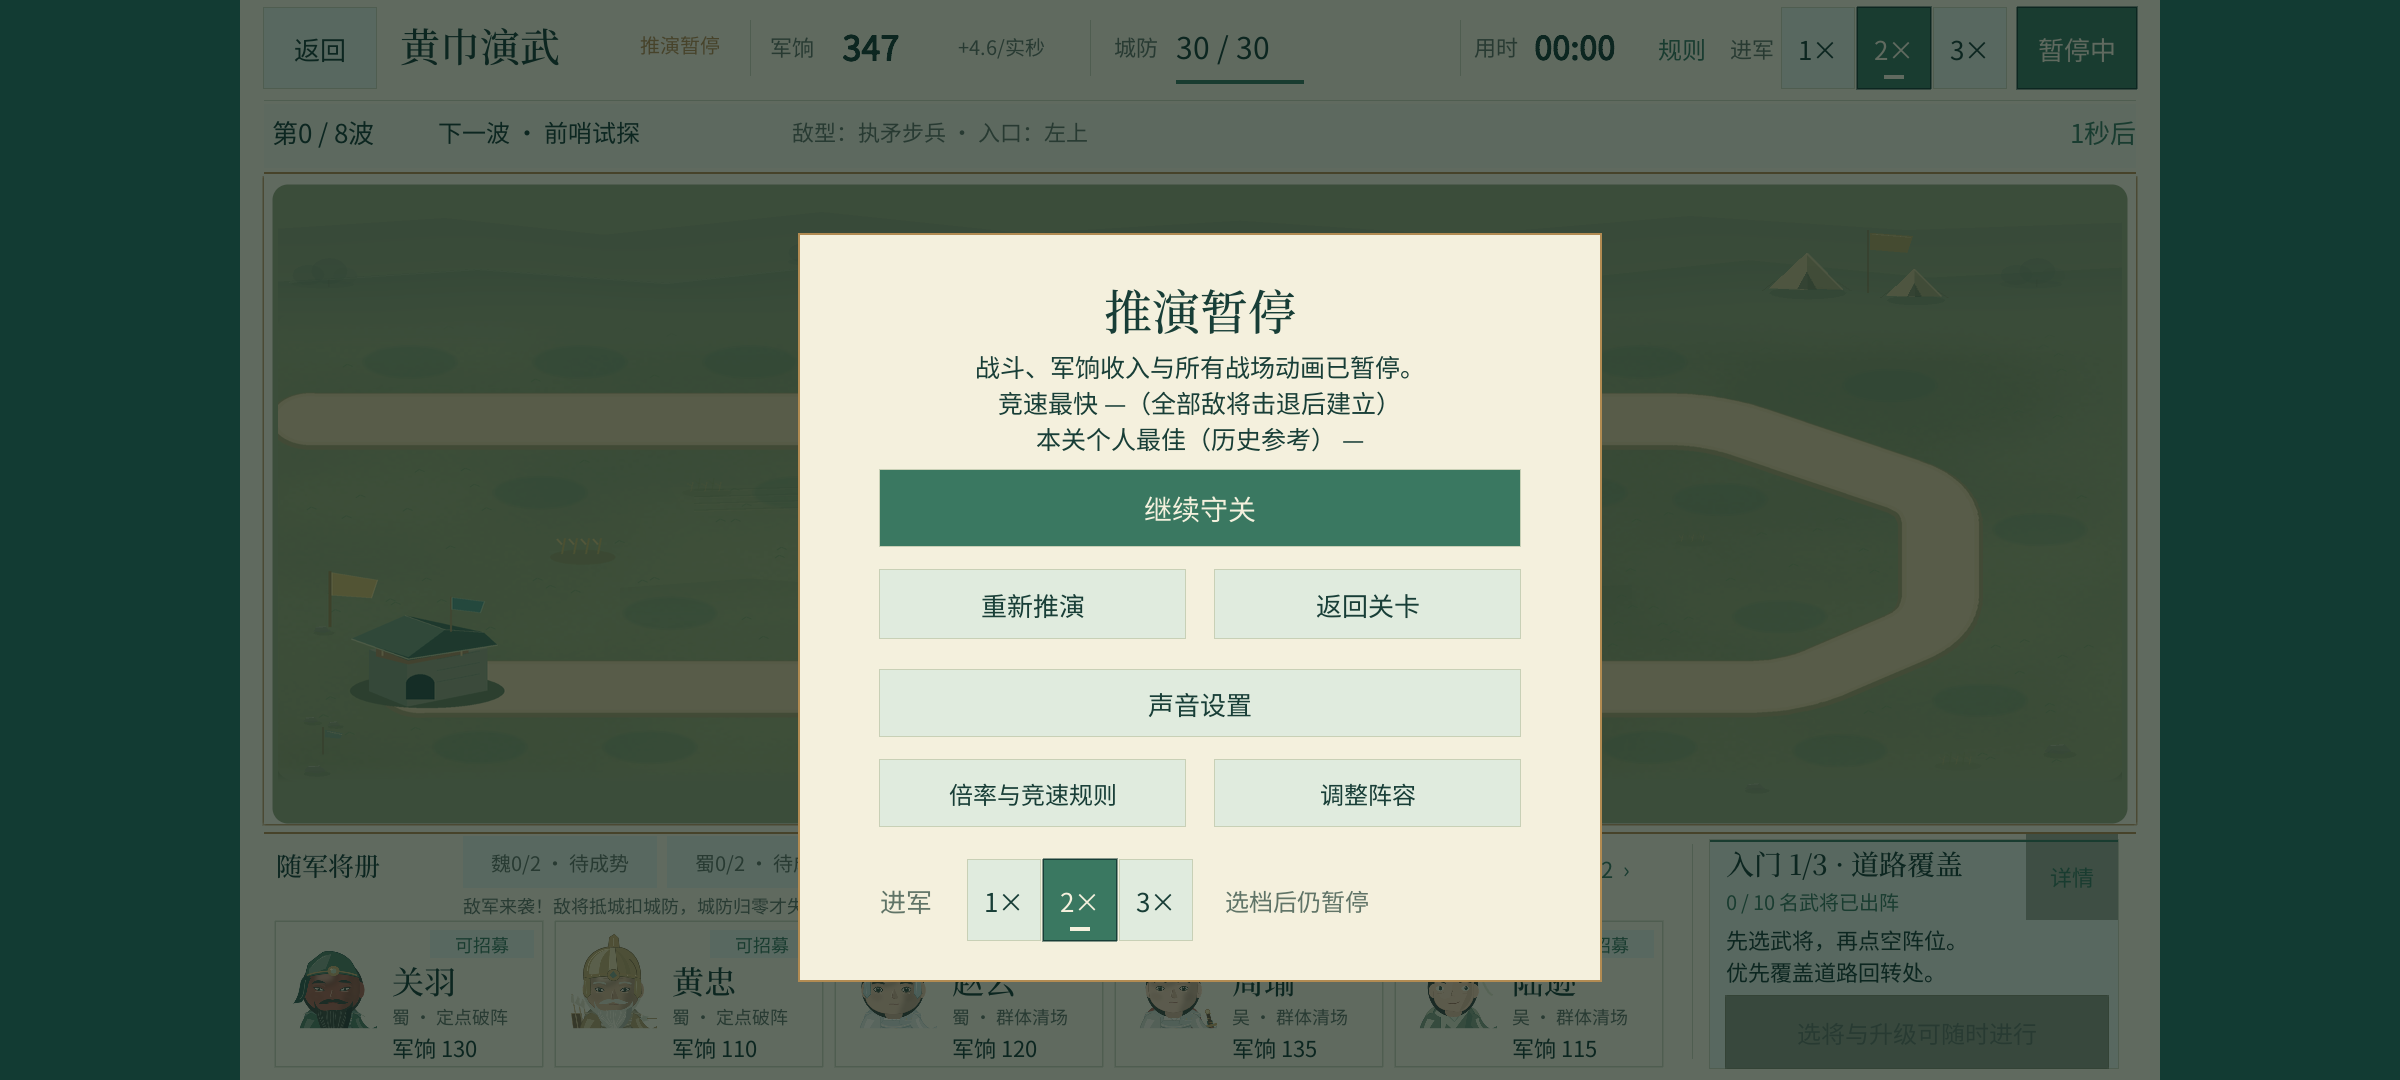 返回
黄巾演武
推演暂停
军饷 347 +4.6/实秒
城防 30 / 30
用时 00:00
规则
进军 1× 2× 3×
暂停中
第0 / 8波
下一波 · 前哨试探
敌型：执矛步兵 · 入口：左上
1秒后
推演暂停
战斗、军饷收入与所有战场动画已暂停。
竞速最快 —（全部敌将击退后建立）
本关个人最佳（历史参考） —
继续守关
重新推演
返回关卡
声音设置
倍率与竞速规则
调整阵容
进军 1× 2× 3× 选档后仍暂停
随军将册
魏0/2 · 待成势
蜀0/2 · 待
2 ›
敌军来袭！敌将抵城扣城防，城防归零才
可招募
关羽
蜀 · 定点破阵
军饷 130
可招募
黄忠
蜀 · 定点破阵
军饷 110
赵云
蜀 · 群体清场
军饷 120
周瑜
吴 · 群体清场
军饷 135
招募
陆逊
吴 · 群体清场
军饷 115
入门 1/3 · 道路覆盖
详情
0 / 10 名武将已出阵
先选武将，再点空阵位。
优先覆盖道路回转处。
选将与升级可随时进行